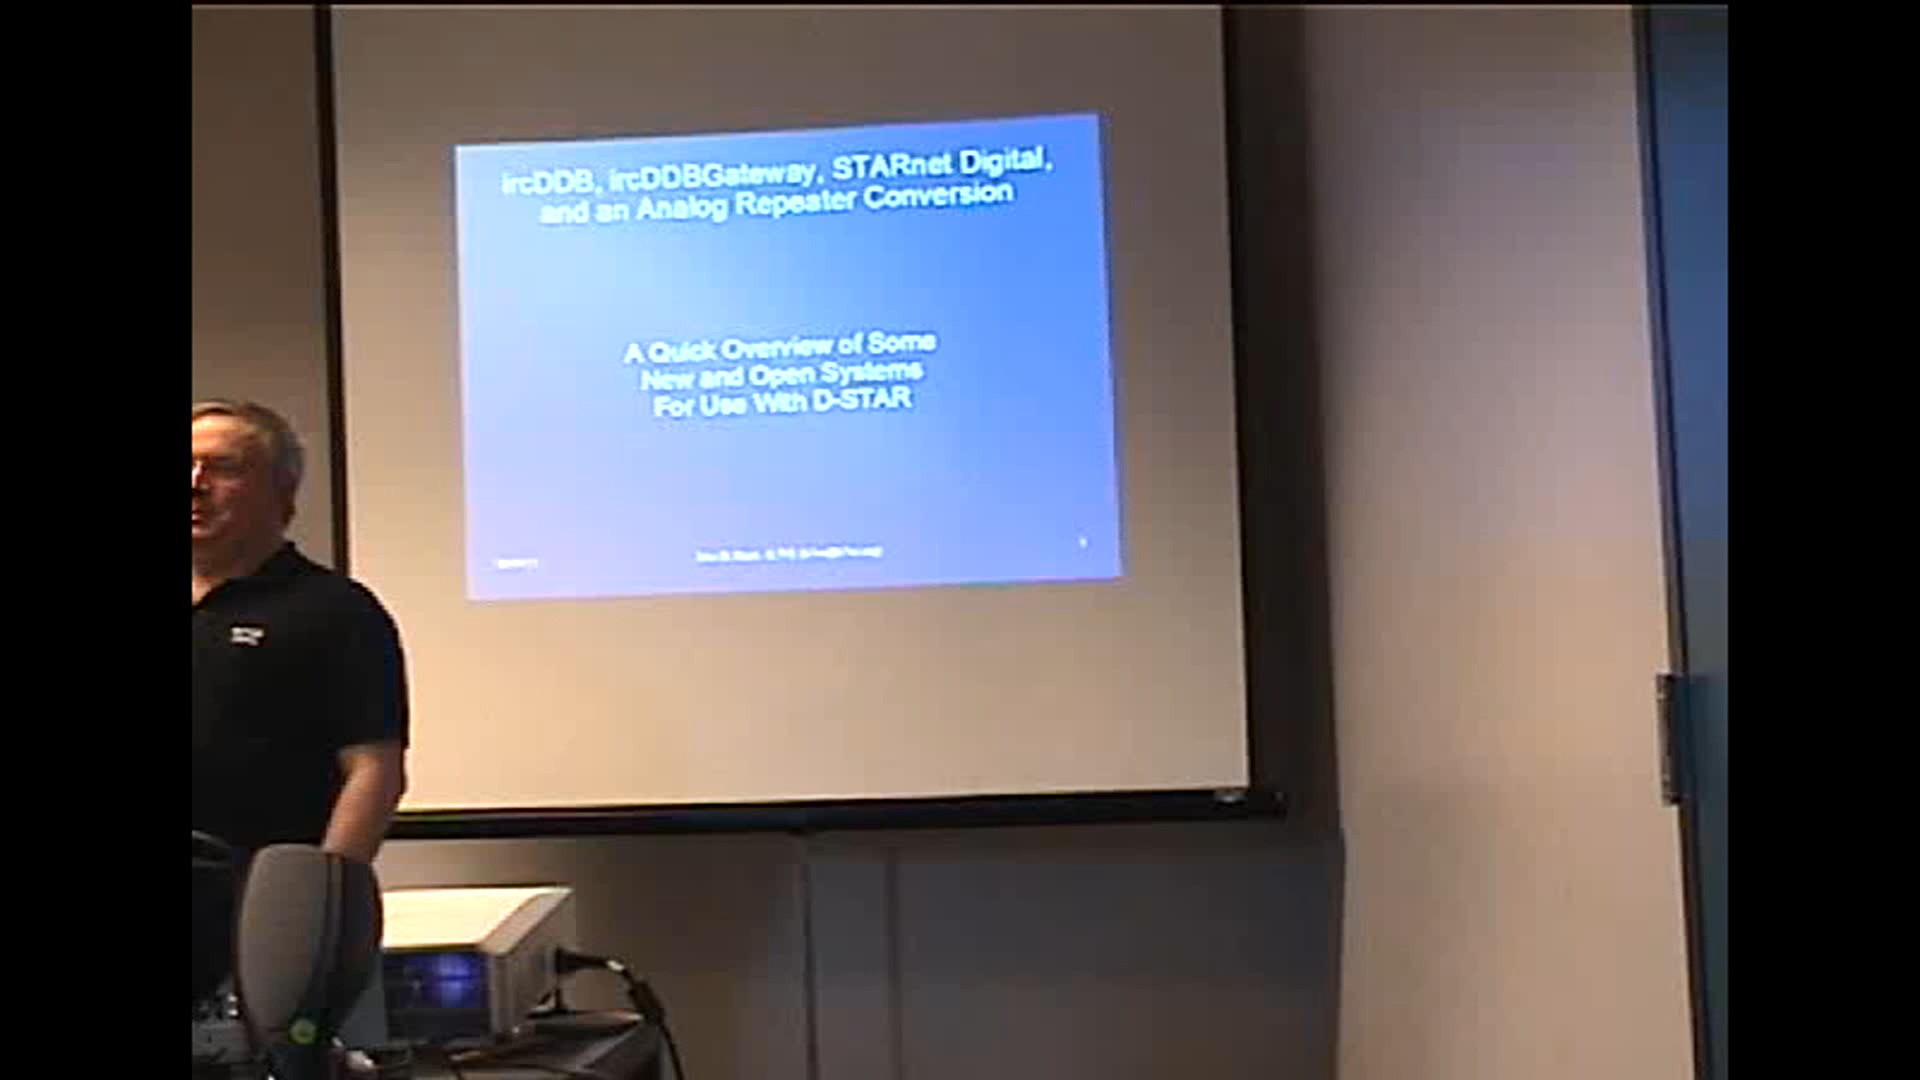 ircDDB, ircDDBGateway, STARnet Digital,
and an Analog Repeater Conversion
A Quick Overview of Some
New and Open Systems
For Use With D-STAR